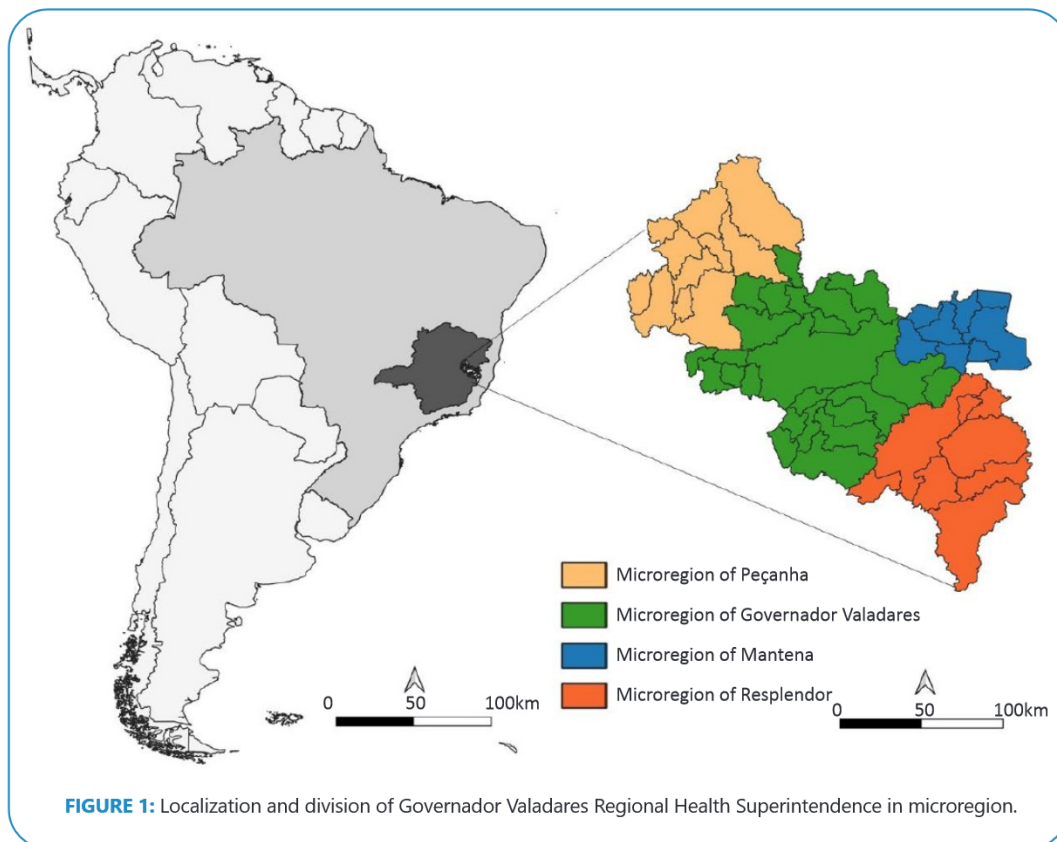 Microregion of Peçanha
Microregion of Governador Valadares
Microregion of Mantena
Microregion of Resplendor
0 50 100km
0 50 100km
FIGURE 1: Localization and division of Governador Valadares Regional Health Superintendence in microregion.